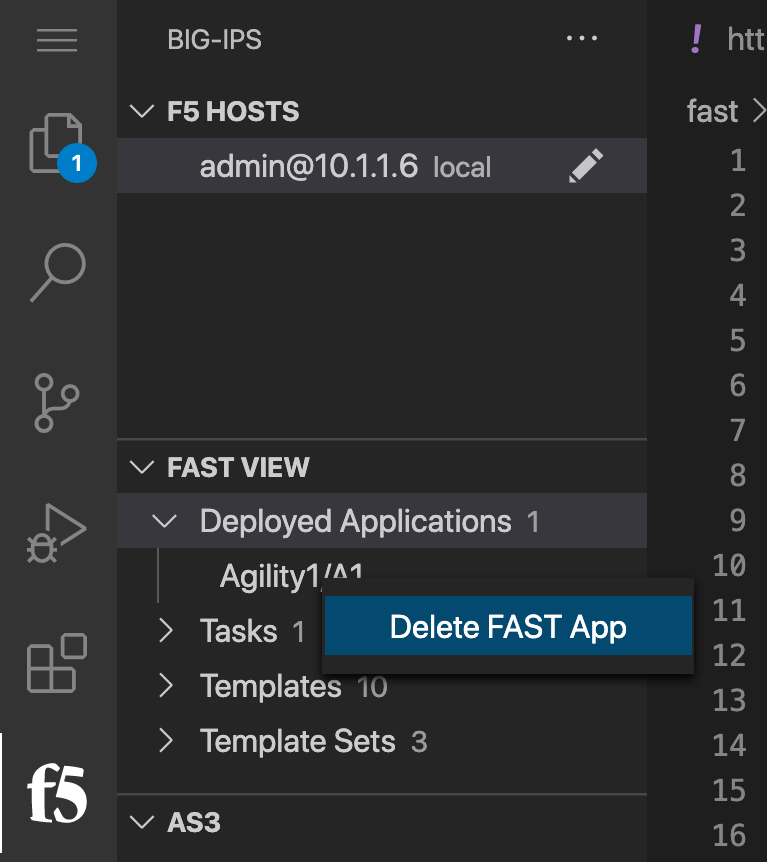 BIG-IPS
F5 HOSTS
admin@10.1.1.6 local
1
FAST VIEW
Deployed Applications 1
Agility1/A1
Delete FAST App
Tasks 1
Templates 10
Template Sets 3
AS3
f5
! htt
fast >
1
2
3
4
5
6
7
8
9
10
11
12
13
14
15
16